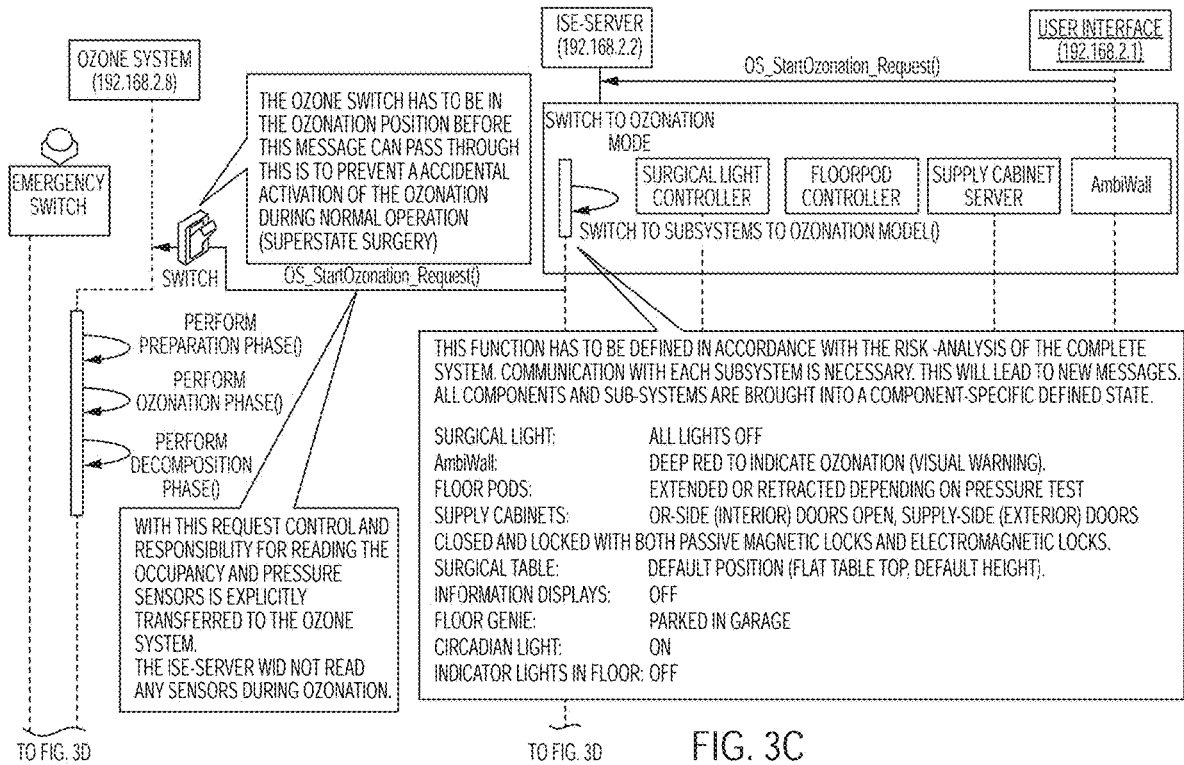 ISE-SERVER
(192.168.2.2)
USER INTERFACE
(192.168.2.1)
OZONE SYSTEM
(192.168.2.8)
OS_StartOzonation_Request()
THE OZONE SWITCH HAS TO BE IN
THE OZONATION POSITION BEFORE
THIS MESSAGE CAN PASS THROUGH
THIS IS TO PREVENT A ACCIDENTAL
ACTIVATION OF THE OZONATION
DURING NORMAL OPERATION
(SUPERSTATE SURGERY)
EMERGENCY
SWITCH
SWITCH
SWITCH TO OZONATION
MODE
SURGICAL LIGHT
CONTROLLER
FLOORPOD
CONTROLLER
SUPPLY CABINET
SERVER
AmbiWall
SWITCH TO SUBSYSTEMS TO OZONATION MODEL()
OS_StartOzonation_Request()
PERFORM
PREPARATION PHASE()
PERFORM
OZONATION PHASE()
PERFORM
DECOMPOSITION
PHASE()
WITH THIS REQUEST CONTROL AND
RESPONSIBILITY FOR READING THE
OCCUPANCY AND PRESSURE
SENSORS IS EXPLICITLY
TRANSFERRED TO THE OZONE
SYSTEM.
THE ISE-SERVER WID NOT READ
ANY SENSORS DURING OZONATION.
THIS FUNCTION HAS TO BE DEFINED IN ACCORDANCE WITH THE RISK -ANALYSIS OF THE COMPLETE
SYSTEM. COMMUNICATION WITH EACH SUBSYSTEM IS NECESSARY. THIS WILL LEAD TO NEW MESSAGES.
ALL COMPONENTS AND SUB-SYSTEMS ARE BROUGHT INTO A COMPONENT-SPECIFIC DEFINED STATE.
SURGICAL LIGHT: ALL LIGHTS OFF
AmbiWall: DEEP RED TO INDICATE OZONATION (VISUAL WARNING).
FLOOR PODS: EXTENDED OR RETRACTED DEPENDING ON PRESSURE TEST
SUPPLY CABINETS: OR-SIDE (INTERIOR) DOORS OPEN, SUPPLY-SIDE (EXTERIOR) DOORS
CLOSED AND LOCKED WITH BOTH PASSIVE MAGNETIC LOCKS AND ELECTROMAGNETIC LOCKS.
SURGICAL TABLE: DEFAULT POSITION (FLAT TABLE TOP, DEFAULT HEIGHT).
INFORMATION DISPLAYS: OFF
FLOOR GENIE: PARKED IN GARAGE
CIRCADIAN LIGHT: ON
INDICATOR LIGHTS IN FLOOR: OFF
TO FIG. 3D
TO FIG. 3D
FIG. 3C